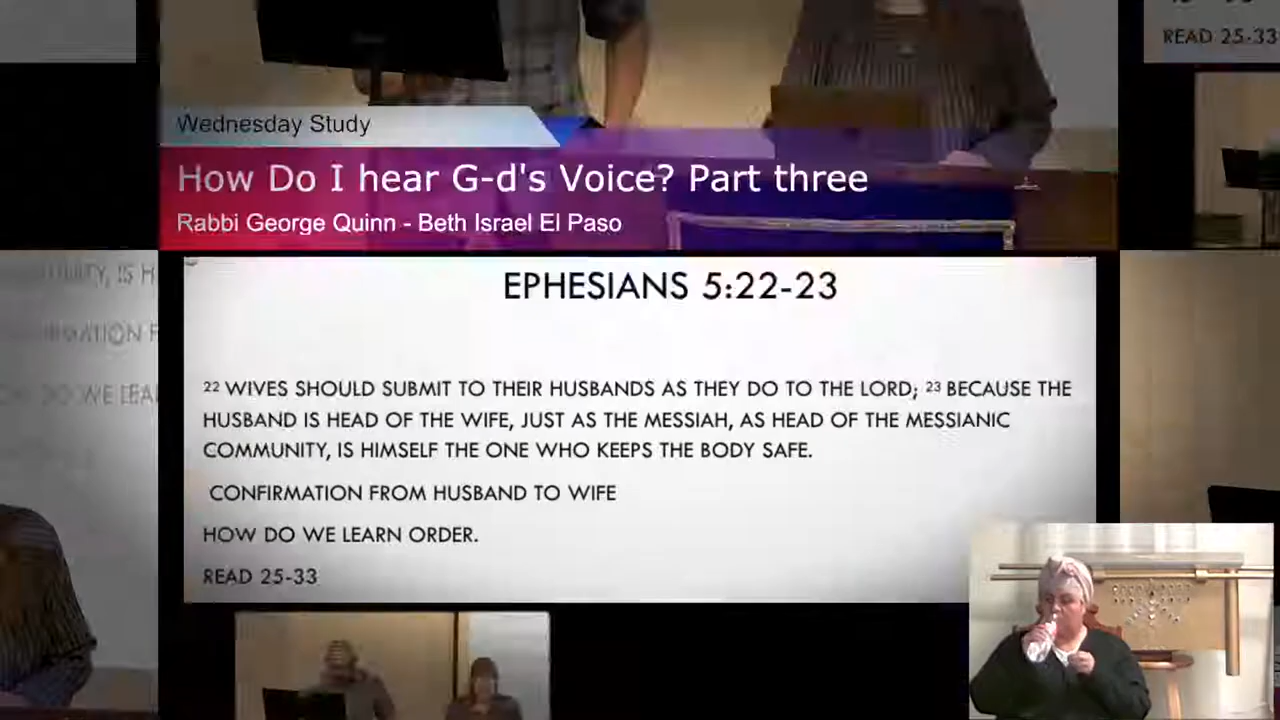 READ 25-33
Wednesday Study
How Do I hear G-d's Voice? Part three
Rabbi George Quinn - Beth Israel El Paso
EPHESIANS 5:22-23
22 WIVES SHOULD SUBMIT TO THEIR HUSBANDS AS THEY DO TO THE LORD; 23 BECAUSE THE
HUSBAND IS HEAD OF THE WIFE, JUST AS THE MESSIAH, AS HEAD OF THE MESSIANIC
COMMUNITY, IS HIMSELF THE ONE WHO KEEPS THE BODY SAFE.
CONFIRMATION FROM HUSBAND TO WIFE
HOW DO WE LEARN ORDER.
READ 25-33